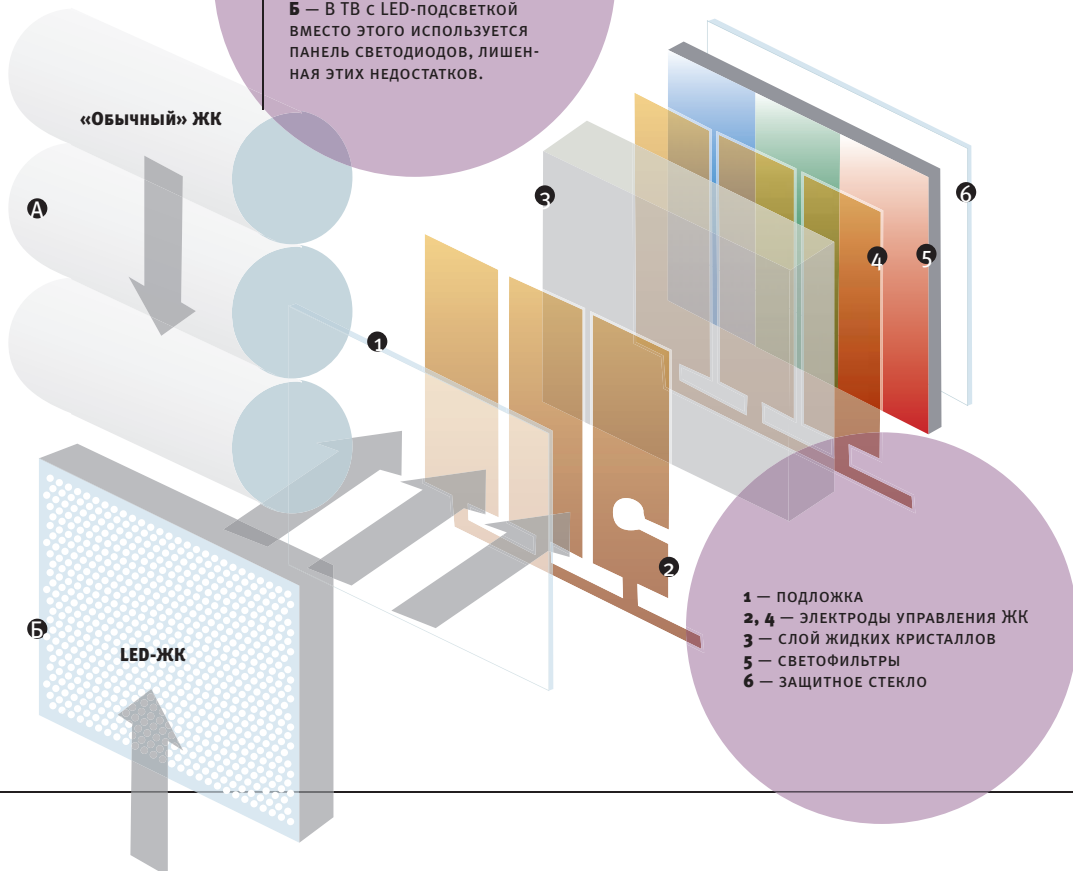 Б — В ТВ с LED-подсветкой
вместо этого используется
панель светодиодов, лишен-
ная этих недостатков.
«Обычный» ЖК
А
3
6
4
5
1
2
Б
LED-ЖК
1 — подложка
2, 4 — электроды управления ЖК
3 — слой жидких кристаллов
5 — светофильтры
6 — защитное стекло